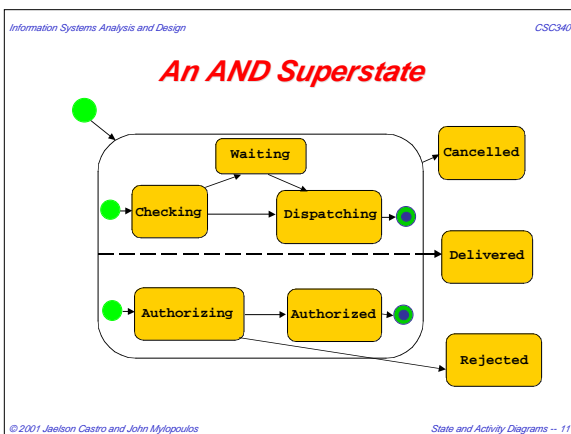 Information Systems Analysis and Design CSC340
An AND Superstate
Waiting
Cancelled
Checking
Dispatching
Delivered
Authorizing
Authorized
Rejected
© 2001 Jaelson Castro and John Mylopoulos State and Activity Diagrams -- 11